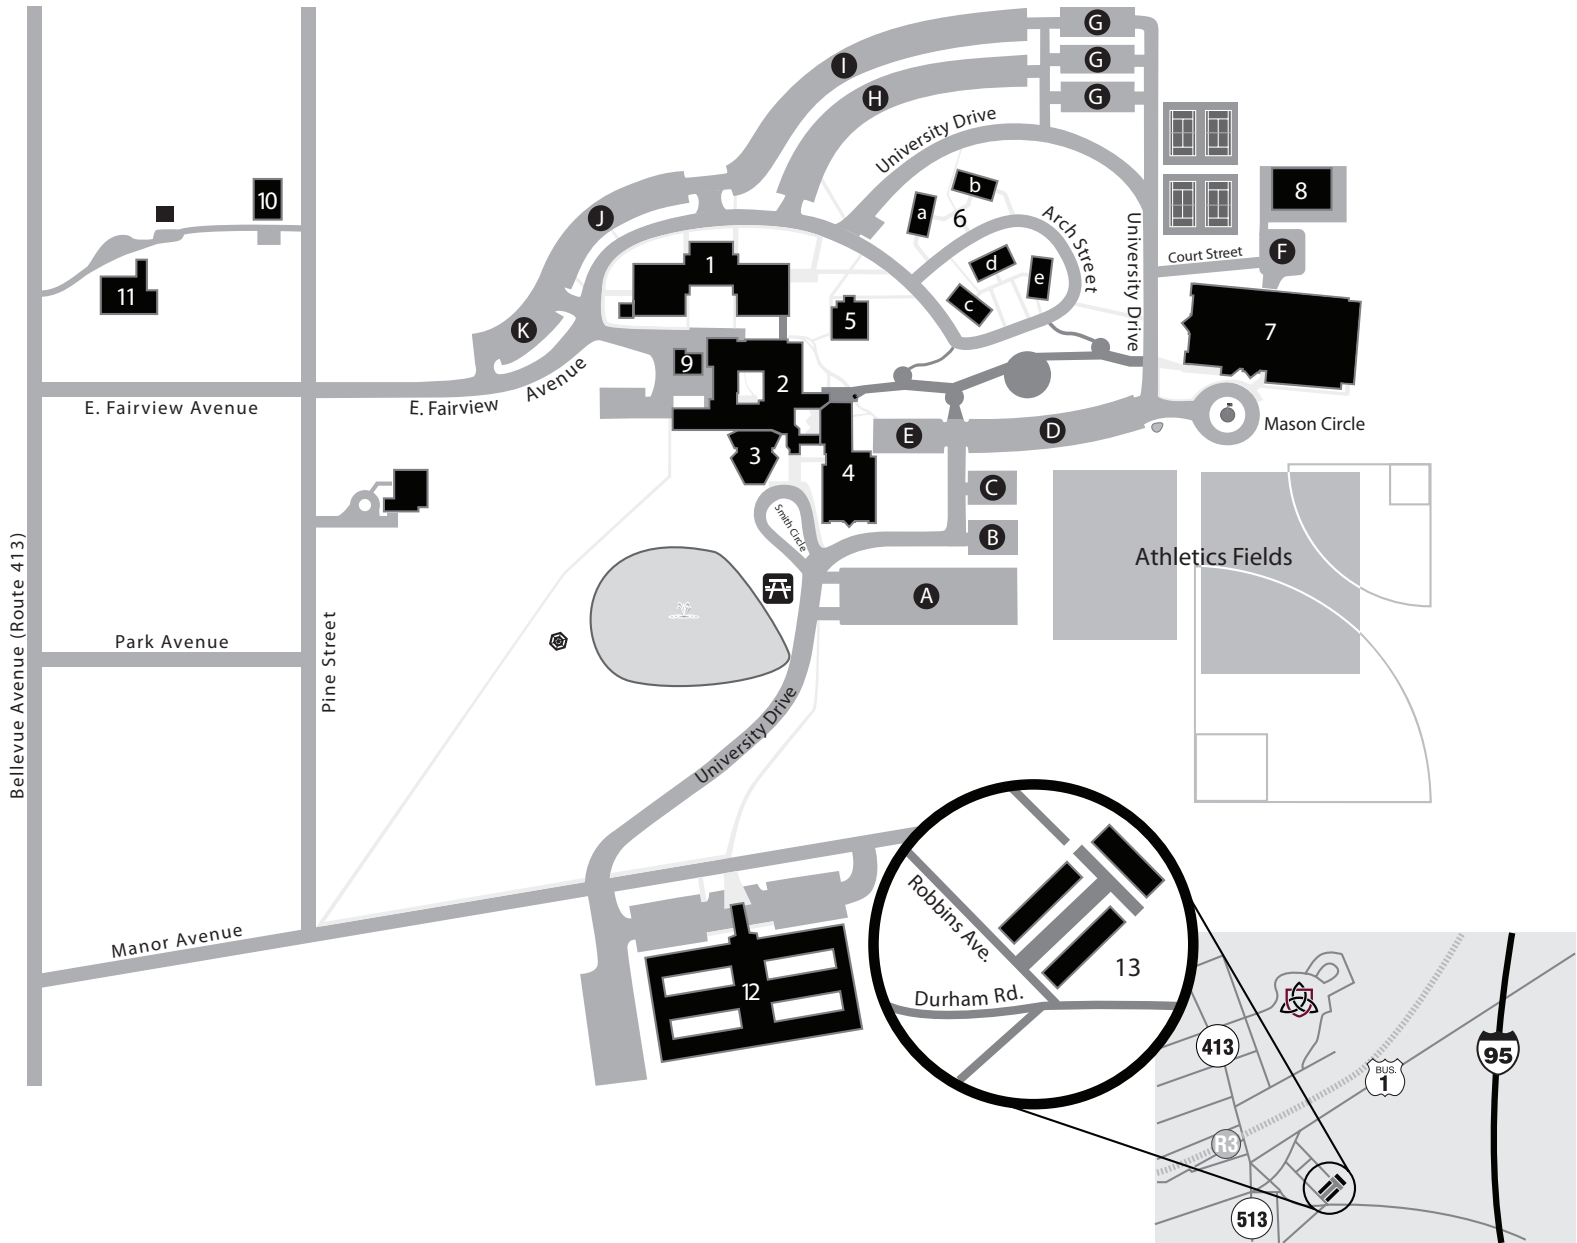 G
I
G
H
G
University Drive
b
8
10
a
6
J
Arch Street
University Drive
Court Street
F
1
d
e
11
c
5
K
7
9
2
E. Fairview Avenue
E. Fairview Avenue
Mason Circle
E
D
3
4
C
Smith Circle
B
Athletics Fields
A
Bellevue Avenue (Route 413)
Park Avenue
Pine Street
University Drive
Manor Avenue
Robbins Ave.
13
12
Durham Rd.
413
95
BUS.
1
R3
513